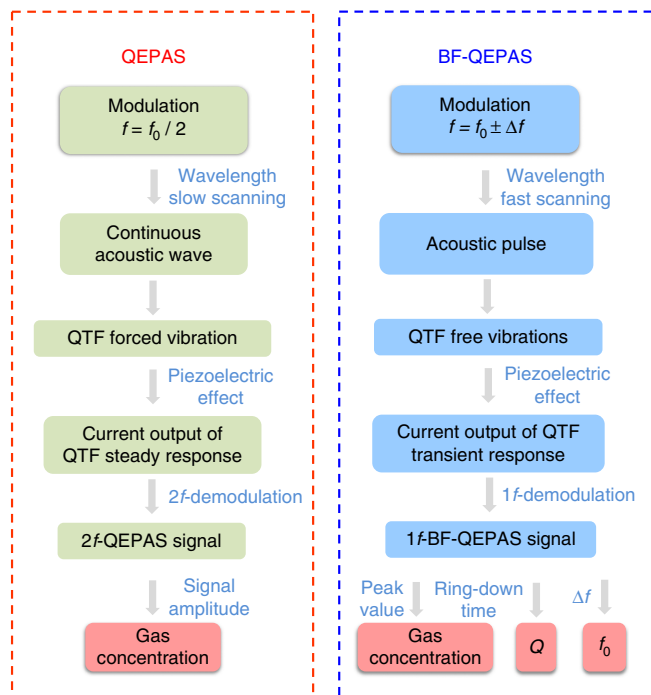 QEPAS
Modulation
f = f₀ / 2
Wavelength
slow scanning
Continuous
acoustic wave
QTF forced vibration
Piezoelectric
effect
Current output of
QTF steady response
2f-demodulation
2f-QEPAS signal
Signal
amplitude
Gas
concentration
BF-QEPAS
Modulation
f = f₀ ± Δf
Wavelength
fast scanning
Acoustic pulse
QTF free vibrations
Piezoelectric
effect
Current output of QTF
transient response
1f-demodulation
1f-BF-QEPAS signal
Peak
value
Ring-down
time
Δf
Gas
concentration
Q
f₀